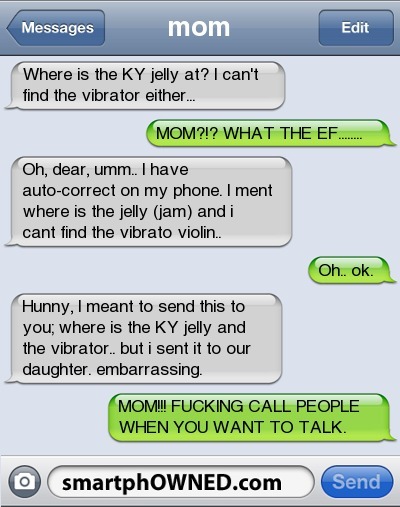 Messages
mom
Edit
Where is the KY jelly at? I can't
find the vibrator either...
MOM?!? WHAT THE EF........
Oh, dear, umm.. I have
auto-correct on my phone. I ment
where is the jelly (jam) and i
cant find the vibrato violin..
Oh.. ok.
Hunny, I meant to send this to
you; where is the KY jelly and
the vibrator.. but i sent it to our
daughter. embarrassing.
MOM!!! FUCKING CALL PEOPLE
WHEN YOU WANT TO TALK.
smartphOWNED.com
Send